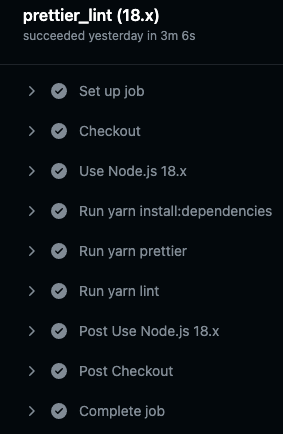 prettier_lint (18.x)
succeeded yesterday in 3m 6s
Set up job
Checkout
Use Node.js 18.x
Run yarn install:dependencies
Run yarn prettier
Run yarn lint
Post Use Node.js 18.x
Post Checkout
Complete job